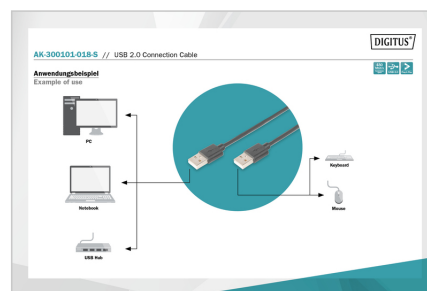 DIGITUS®
AK-300101-018-S // USB 2.0 Connection Cable
Anwendungsbeispiel
Example of use
PC
Keyboard
Notebook
Mouse
USB Hub